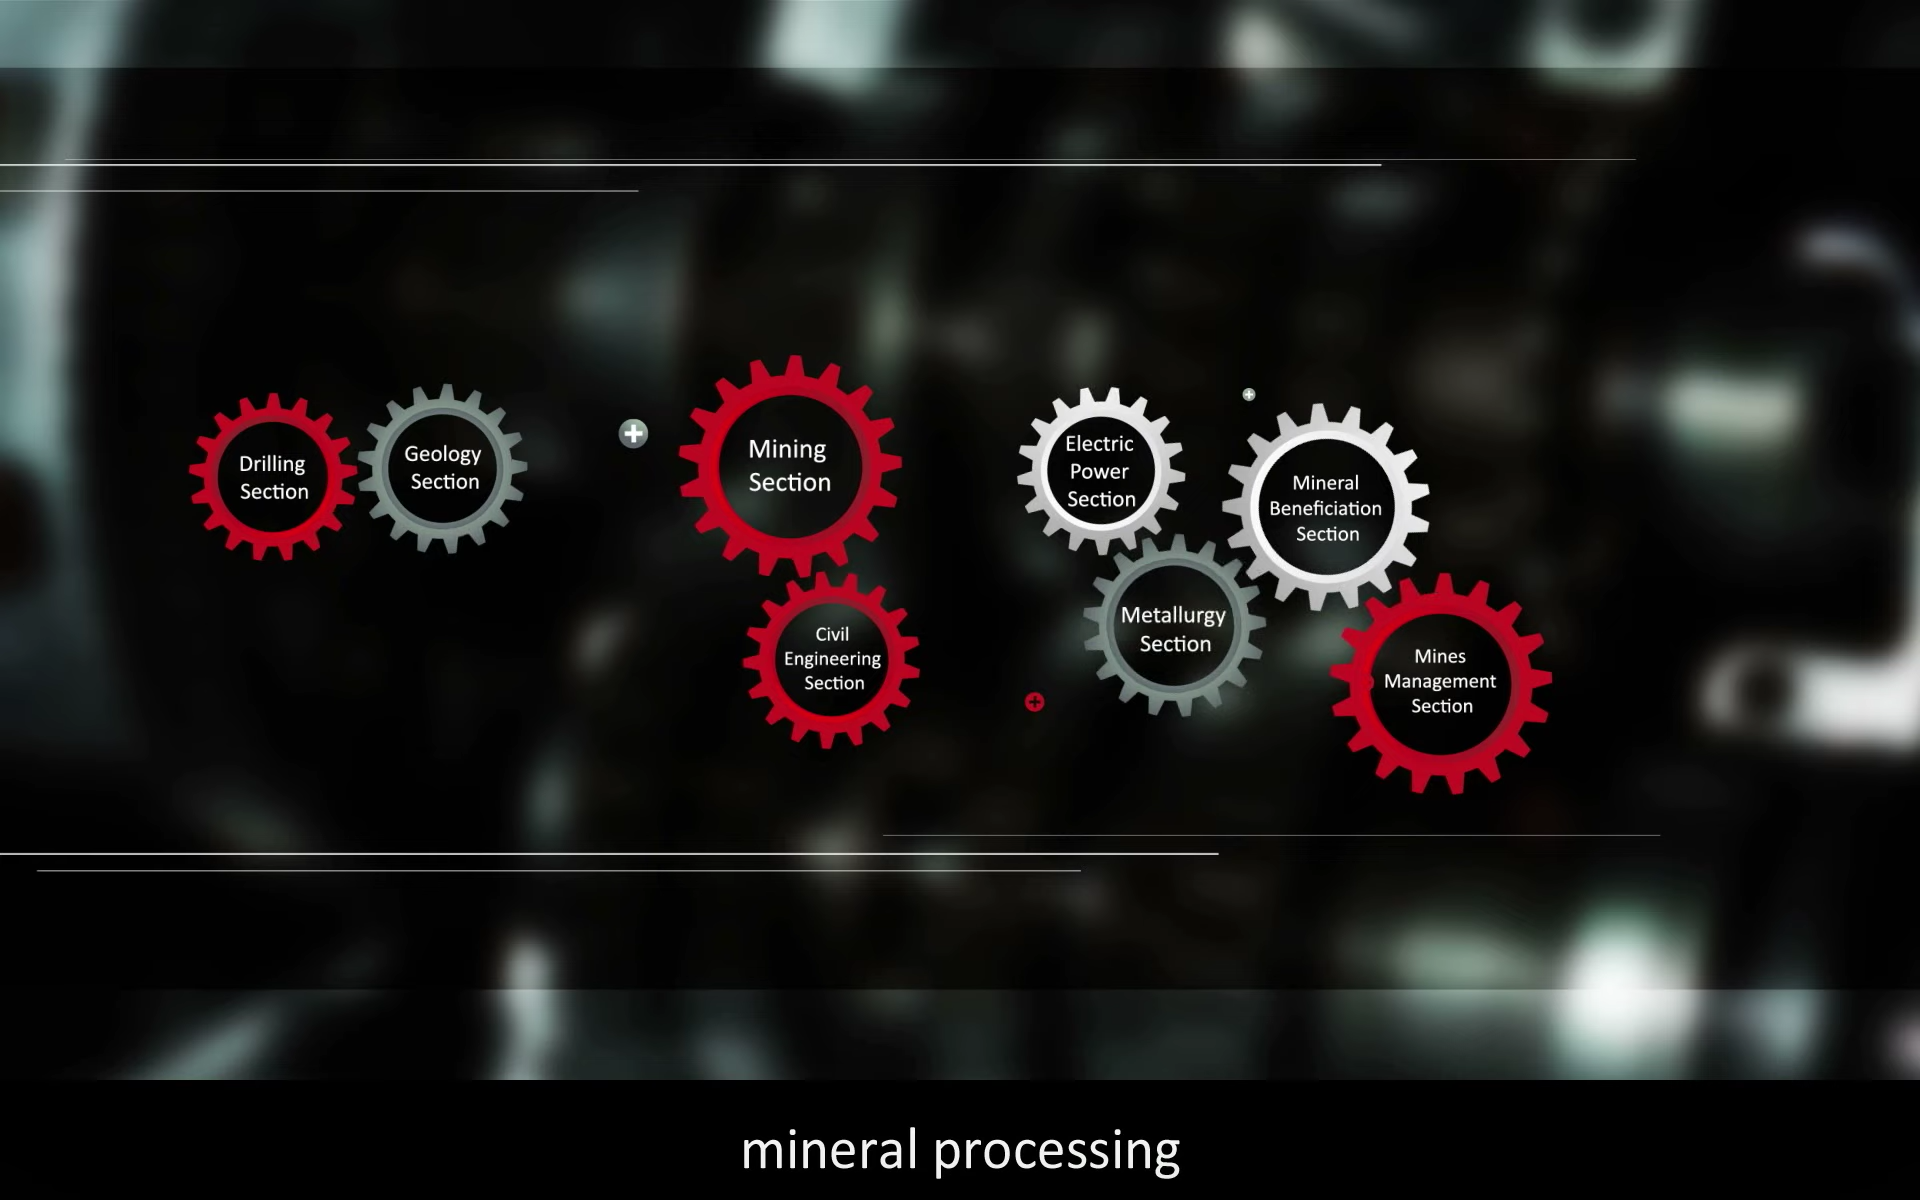 Drilling
Section
Geology
Section
Mining
Section
Civil
Engineering
Section
Electric
Power
Section
Metallurgy
Section
Mineral
Beneficiation
Section
Mines
Management
Section
mineral processing